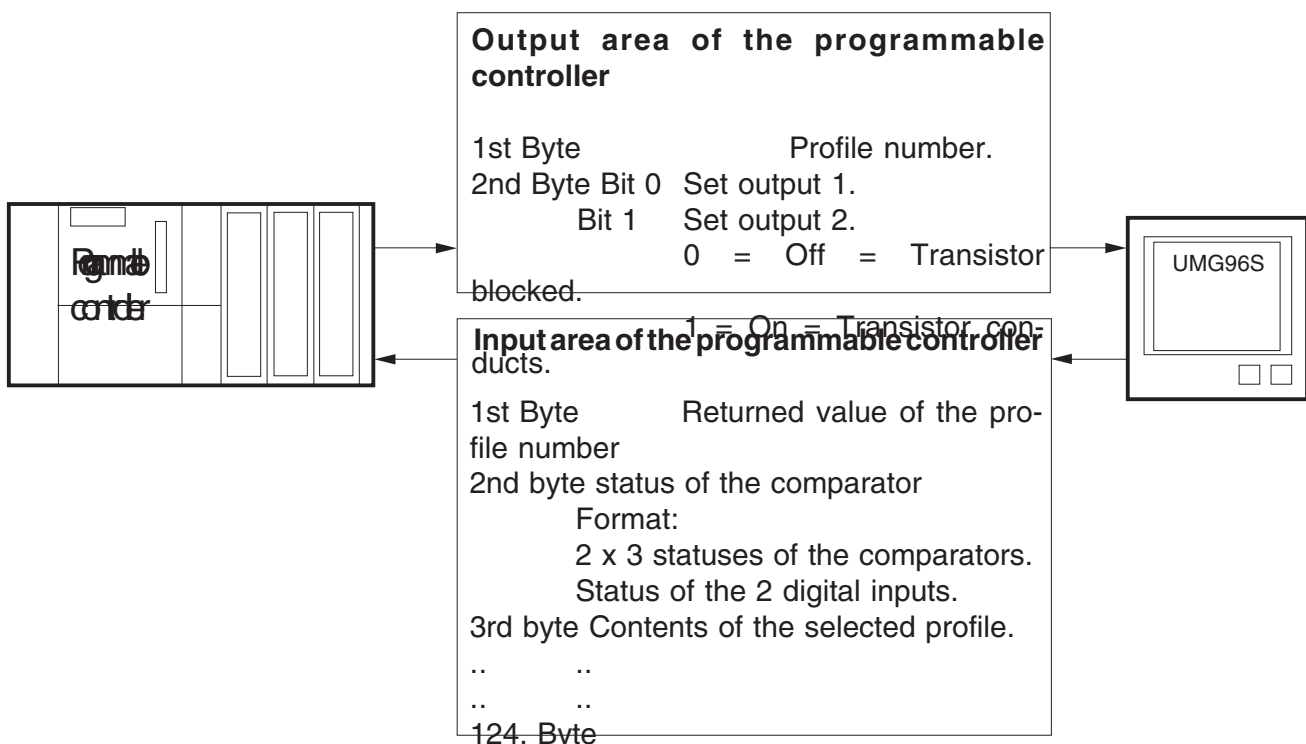 Output area of the programmable
controller
1st Byte Profile number.
2nd Byte Bit 0 Set output 1.
Bit 1 Set output 2.
0 = Off = Transistor
blocked.
1 = On = Transistor con-
ducts.
Programmable
controller
UMG96S
Input area of the programmable controller
1st Byte Returned value of the pro-
file number
2nd byte status of the comparator
Format:
2 x 3 statuses of the comparators.
Status of the 2 digital inputs.
3rd byte Contents of the selected profile.
.. ..
.. ..
124. Byte